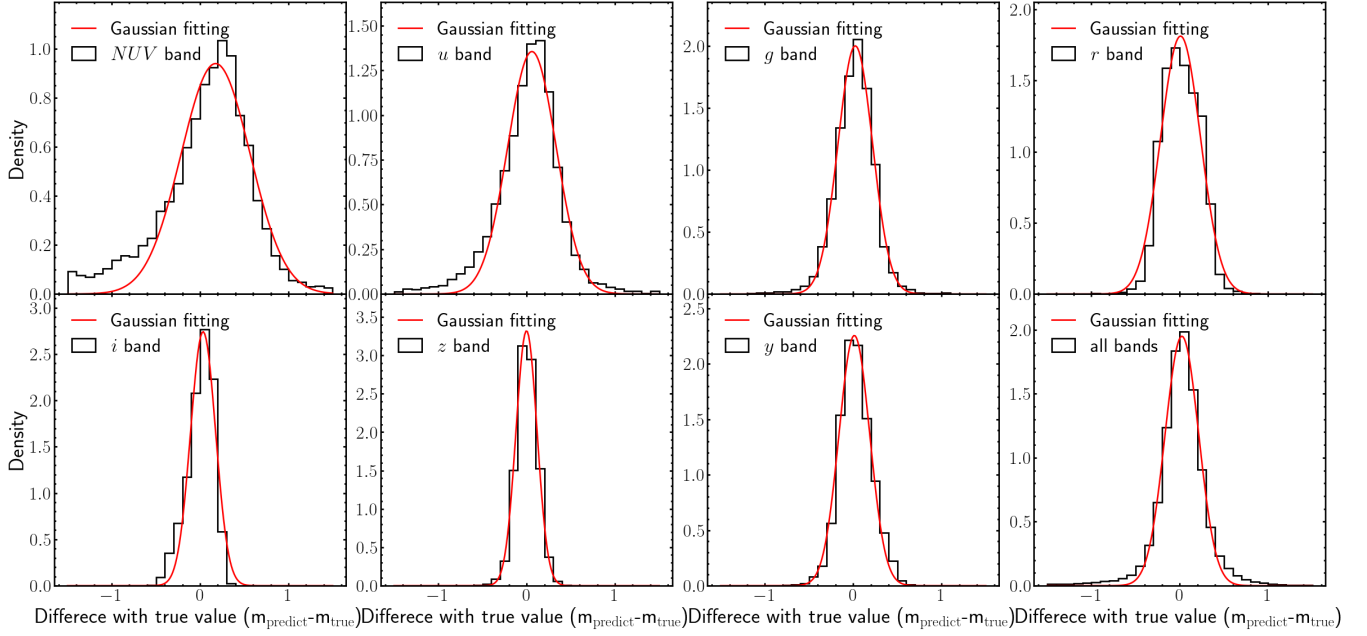 Gaussian fitting
NUV band
Density
0.0
0.2
0.4
0.6
0.8
1.0
Gaussian fitting
u band
0.00
0.25
0.50
0.75
1.00
1.25
1.50
Gaussian fitting
g band
0.0
0.5
1.0
1.5
2.0
Gaussian fitting
r band
0.0
0.5
1.0
1.5
2.0
Gaussian fitting
i band
Density
0.0
0.5
1.0
1.5
2.0
2.5
3.0
−1 0 1
Differece with true value (m_predict-m_true)
Gaussian fitting
z band
0.0
0.5
1.0
1.5
2.0
2.5
3.0
3.5
−1 0 1
Differece with true value (m_predict-m_true)
Gaussian fitting
y band
0.0
0.5
1.0
1.5
2.0
−1 0 1
Differece with true value (m_predict-m_true)
Gaussian fitting
all bands
0.0
0.5
1.0
1.5
2.0
−1 0 1
Differece with true value (m_predict-m_true)